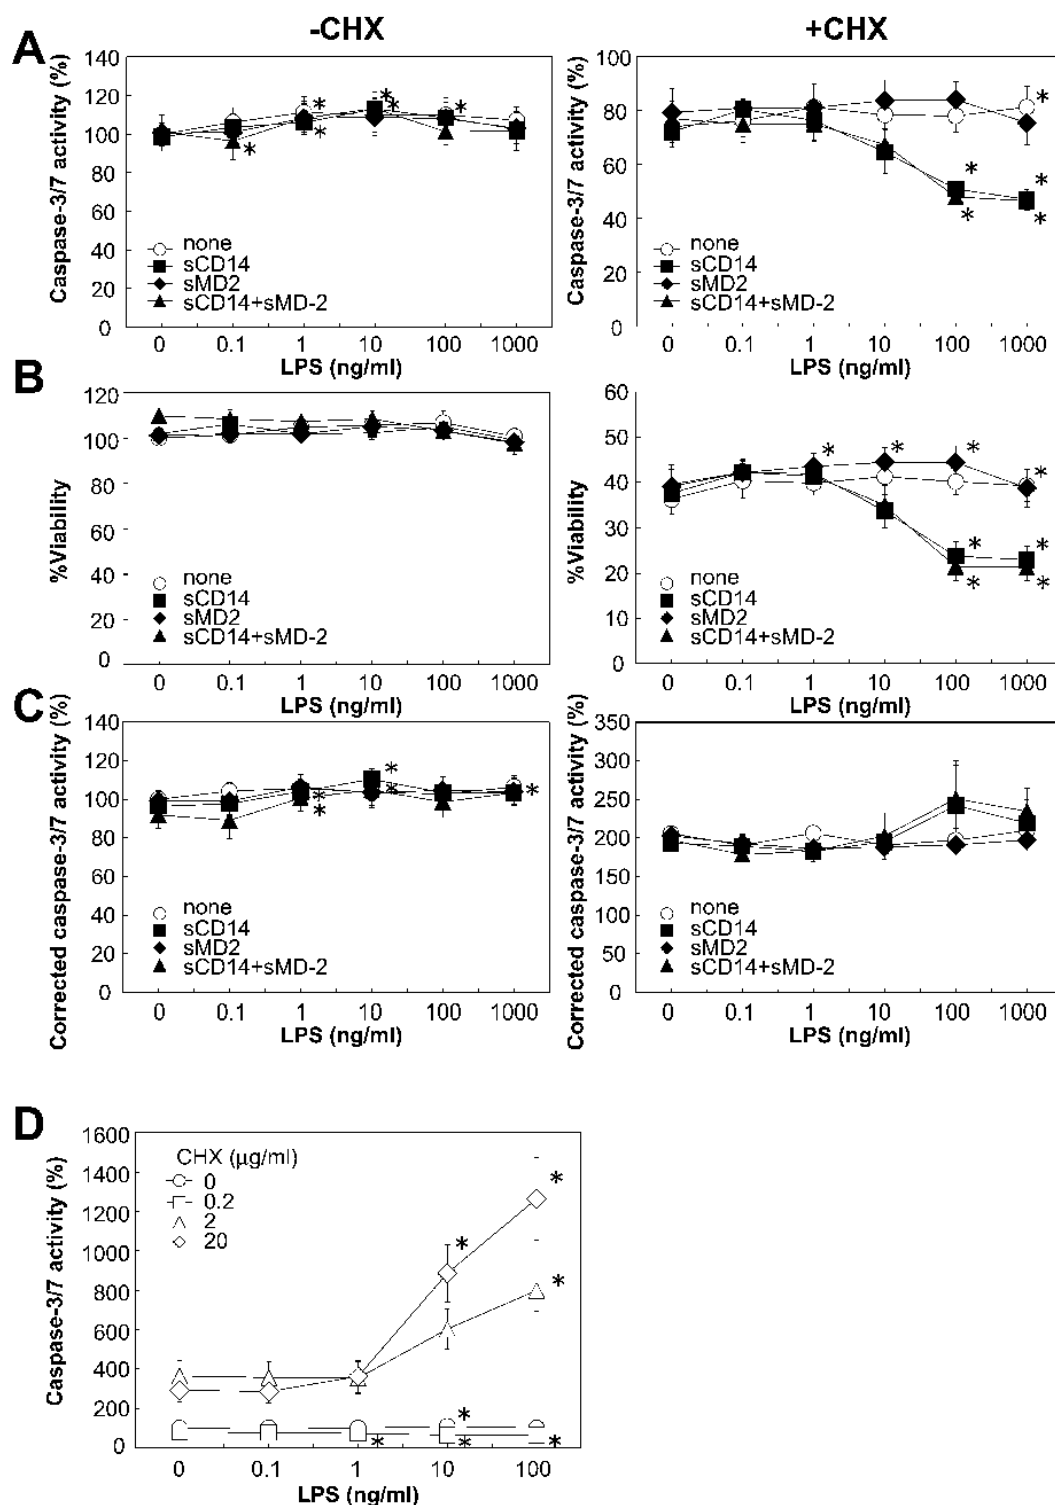 -CHX
+CHX
A
Caspase-3/7 activity (%)
140
120
100
80
60
40
20
0
none
sCD14
sMD2
sCD14+sMD-2
0 0.1 1 10 100 1000
LPS (ng/ml)
Caspase-3/7 activity (%)
100
80
60
40
20
0
none
sCD14
sMD2
sCD14+sMD-2
0 0.1 1 10 100 1000
LPS (ng/ml)
B
%Viability
120
100
80
60
40
20
0
none
sCD14
sMD2
sCD14+sMD-2
0 0.1 1 10 100 1000
LPS (ng/ml)
%Viability
60
50
40
30
20
10
0
none
sCD14
sMD2
sCD14+sMD-2
0 0.1 1 10 100 1000
LPS (ng/ml)
C
Corrected caspase-3/7 activity (%)
140
120
100
80
60
40
20
0
none
sCD14
sMD2
sCD14+sMD-2
0 0.1 1 10 100 1000
LPS (ng/ml)
Corrected caspase-3/7 activity (%)
350
300
250
200
150
100
50
0
none
sCD14
sMD2
sCD14+sMD-2
0 0.1 1 10 100 1000
LPS (ng/ml)
D
Caspase-3/7 activity (%)
1600
1400
1200
1000
800
600
400
200
0
CHX (μg/ml)
0
0.2
2
20
0 0.1 1 10 100
LPS (ng/ml)